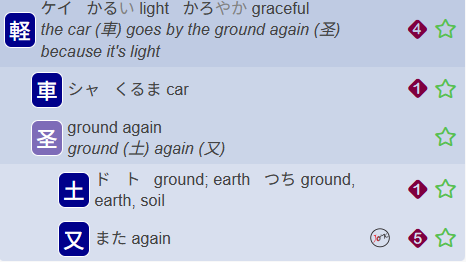 軽 ケイ かるい light かろやか graceful
the car (車) goes by the ground again (圣)
because it's light
4
車 シャ くるま car
1
圣 ground again
ground (土) again (又)
土 ド ト ground; earth つち ground,
earth, soil
1
又 また again
5